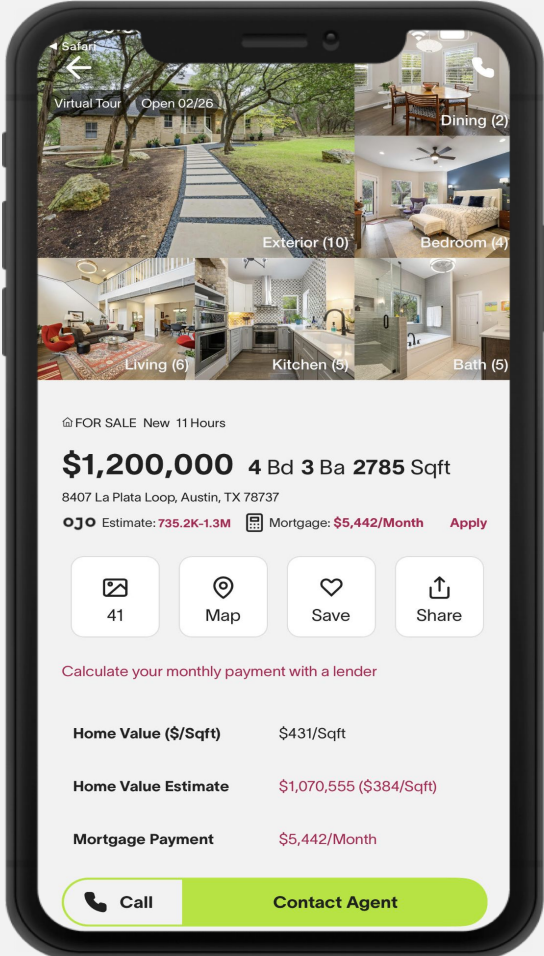 ◀ Safari
Virtual Tour Open 02/26
Dining (2)
Exterior (10)
Bedroom (4)
Living (6)
Kitchen (5)
Bath (5)
FOR SALE New 11 Hours
$1,200,000 4 Bd 3 Ba 2785 Sqft
8407 La Plata Loop, Austin, TX 78737
OJO Estimate: 735.2K-1.3M Mortgage: $5,442/Month Apply
41 Map Save Share
Calculate your monthly payment with a lender
Home Value ($/Sqft) $431/Sqft
Home Value Estimate $1,070,555 ($384/Sqft)
Mortgage Payment $5,442/Month
Call Contact Agent